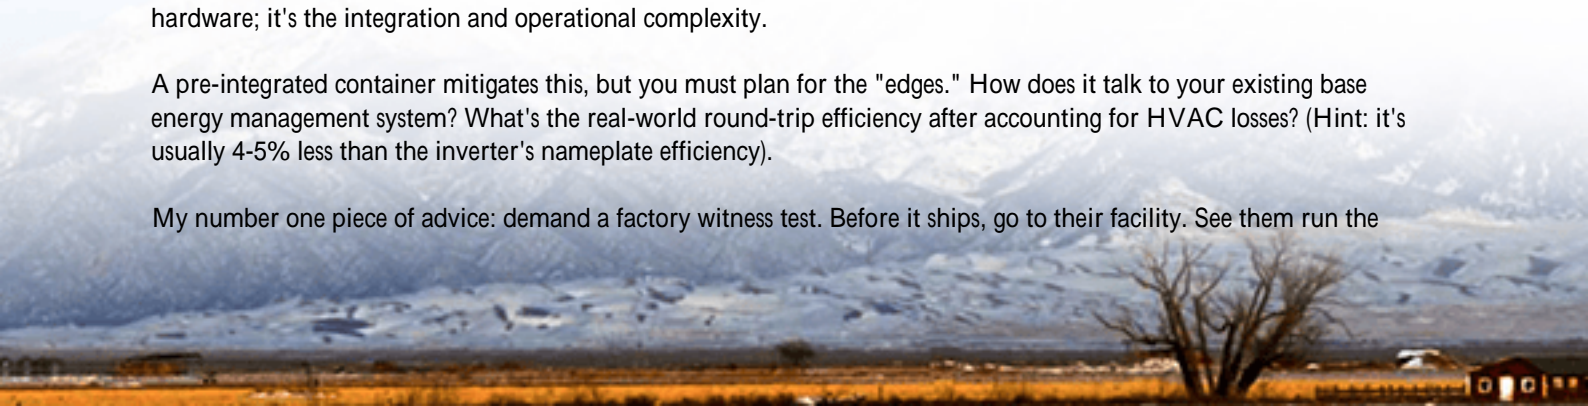 hardware; it's the integration and operational complexity.
A pre-integrated container mitigates this, but you must plan for the "edges." How does it talk to your existing base
energy management system? What's the real-world round-trip efficiency after accounting for HVAC losses? (Hint: it's
usually 4-5% less than the inverter's nameplate efficiency).
My number one piece of advice: demand a factory witness test. Before it ships, go to their facility. See them run the